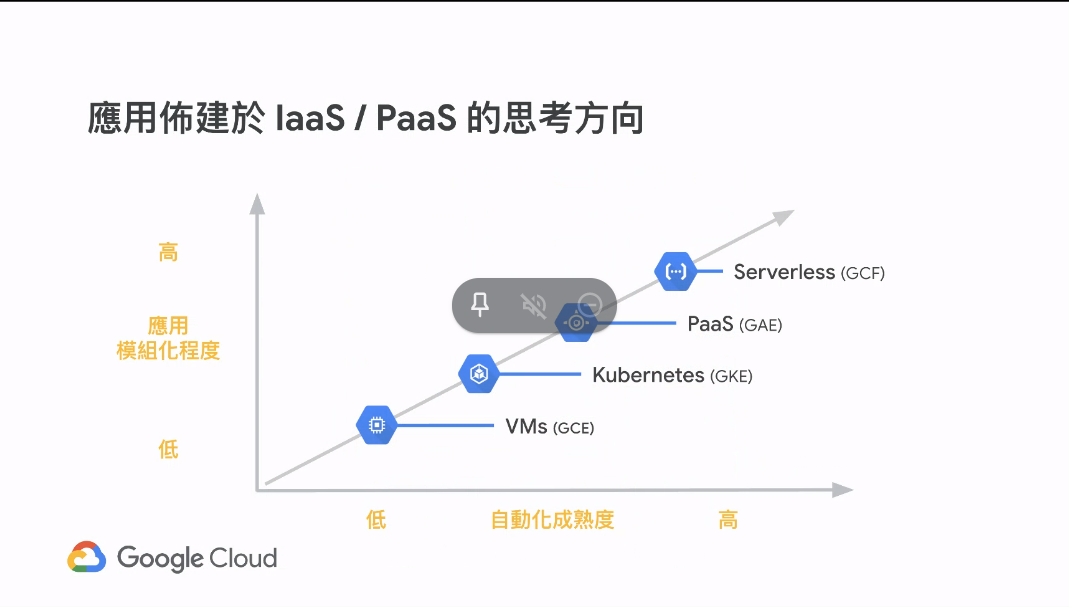 應用佈建於 IaaS / PaaS 的思考方向
高
應用
模組化程度
低
Serverless (GCF)
PaaS (GAE)
Kubernetes (GKE)
VMs (GCE)
低
自動化成熟度
高
Google Cloud